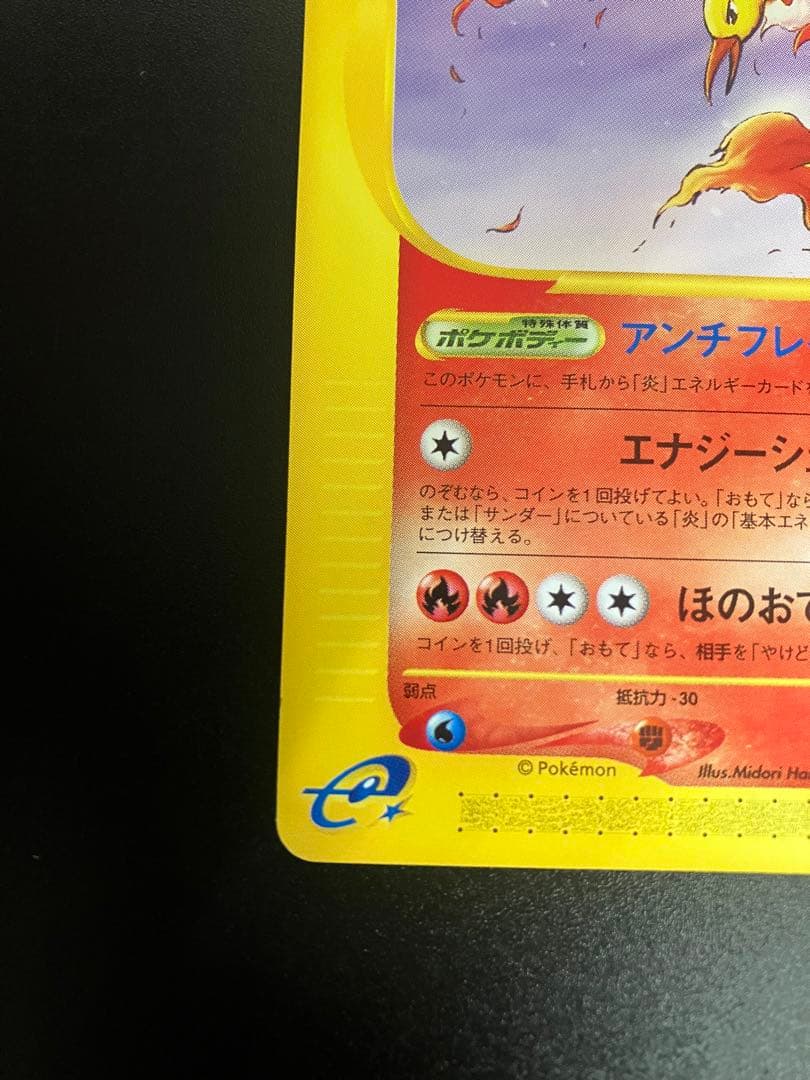 特殊体質
ポケボディー アンチフレ
このポケモンに、手札から「炎」エネルギーカードを
エナジーシ
のぞむなら、コインを1回投げてよい。「おもて」なら
または「サンダー」についている「炎」の「基本エネ
につけ替える。
ほのおで
コインを1回投げ、「おもて」なら、相手を「やけど
弱点
抵抗力 -30
© Pokémon
Illus.Midori Ha